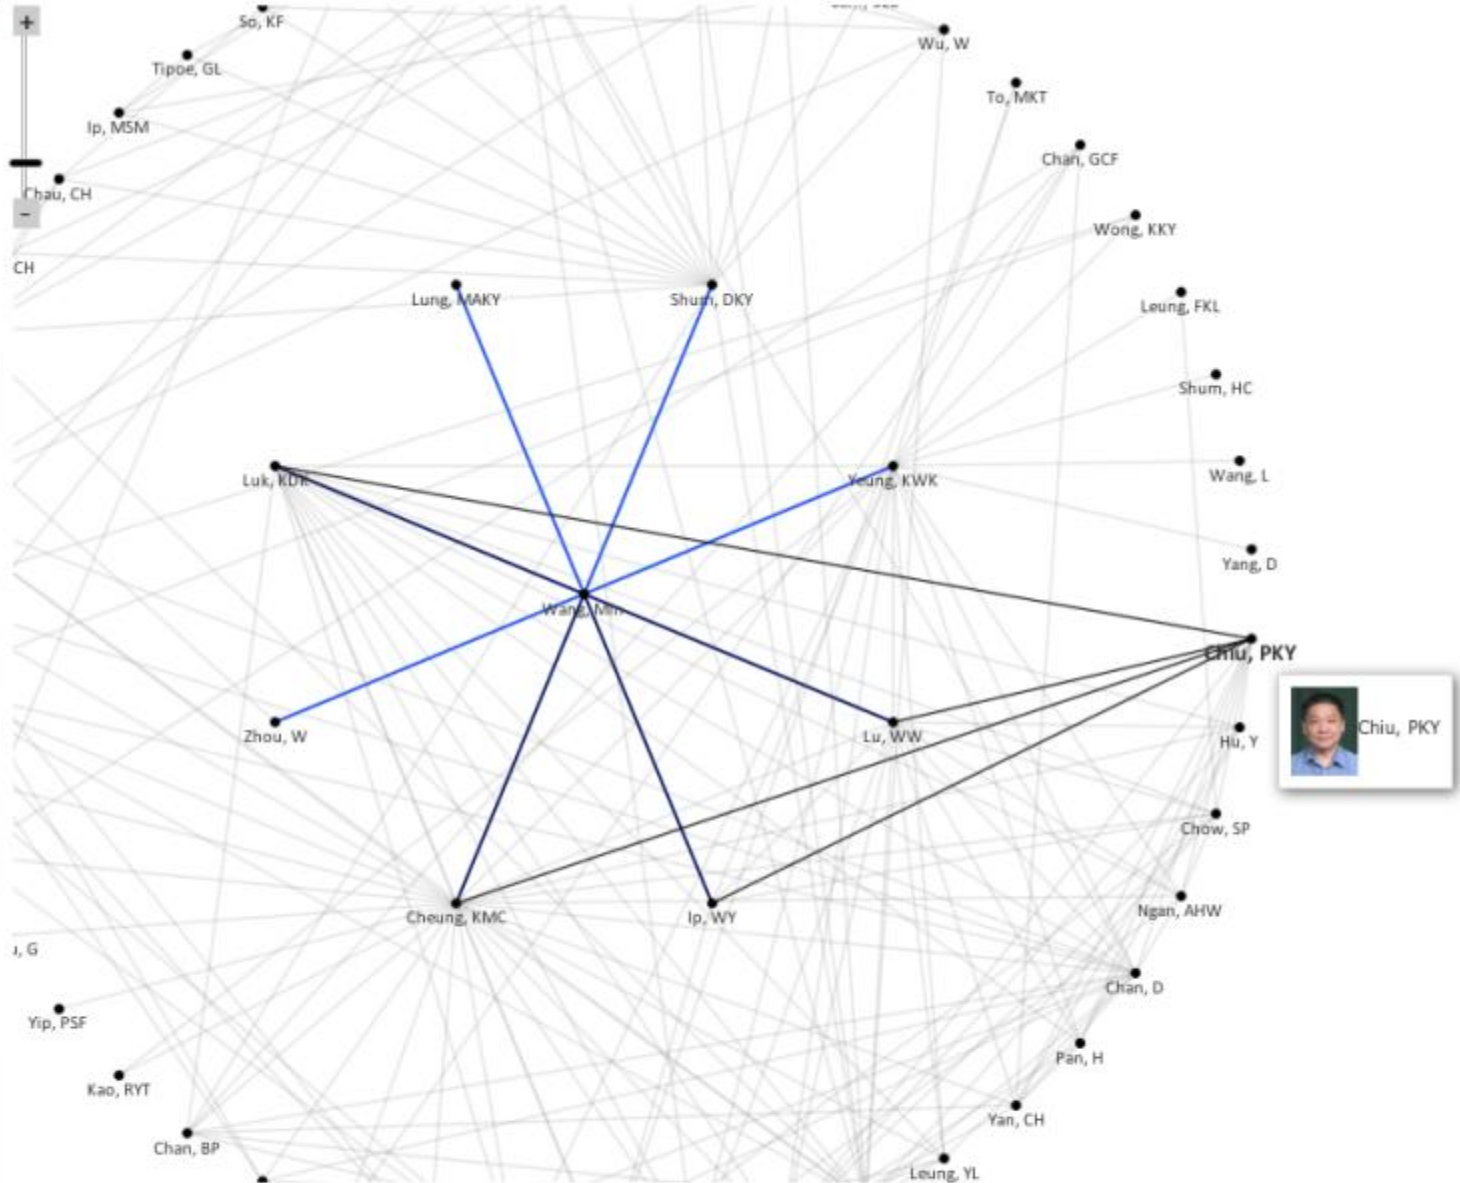 +
So, KF
Wu, W
Tipoe, GL
To, MKT
Ip, MSM
Chan, GCF
Chau, CH
−
Wong, KKY
CH
Lung, MAKY
Shum, DKY
Leung, FKL
Shum, HC
Luk, KDK
Yeung, KWK
Wang, L
Yang, D
Wang, Min
Chiu, PKY
Chiu, PKY
Zhou, W
Lu, WW
Hu, Y
Chow, SP
Cheung, KMC
Ip, WY
Ngan, AHW
, G
Chan, D
Yip, PSF
Pan, H
Kao, RYT
Yan, CH
Chan, BP
Leung, YL